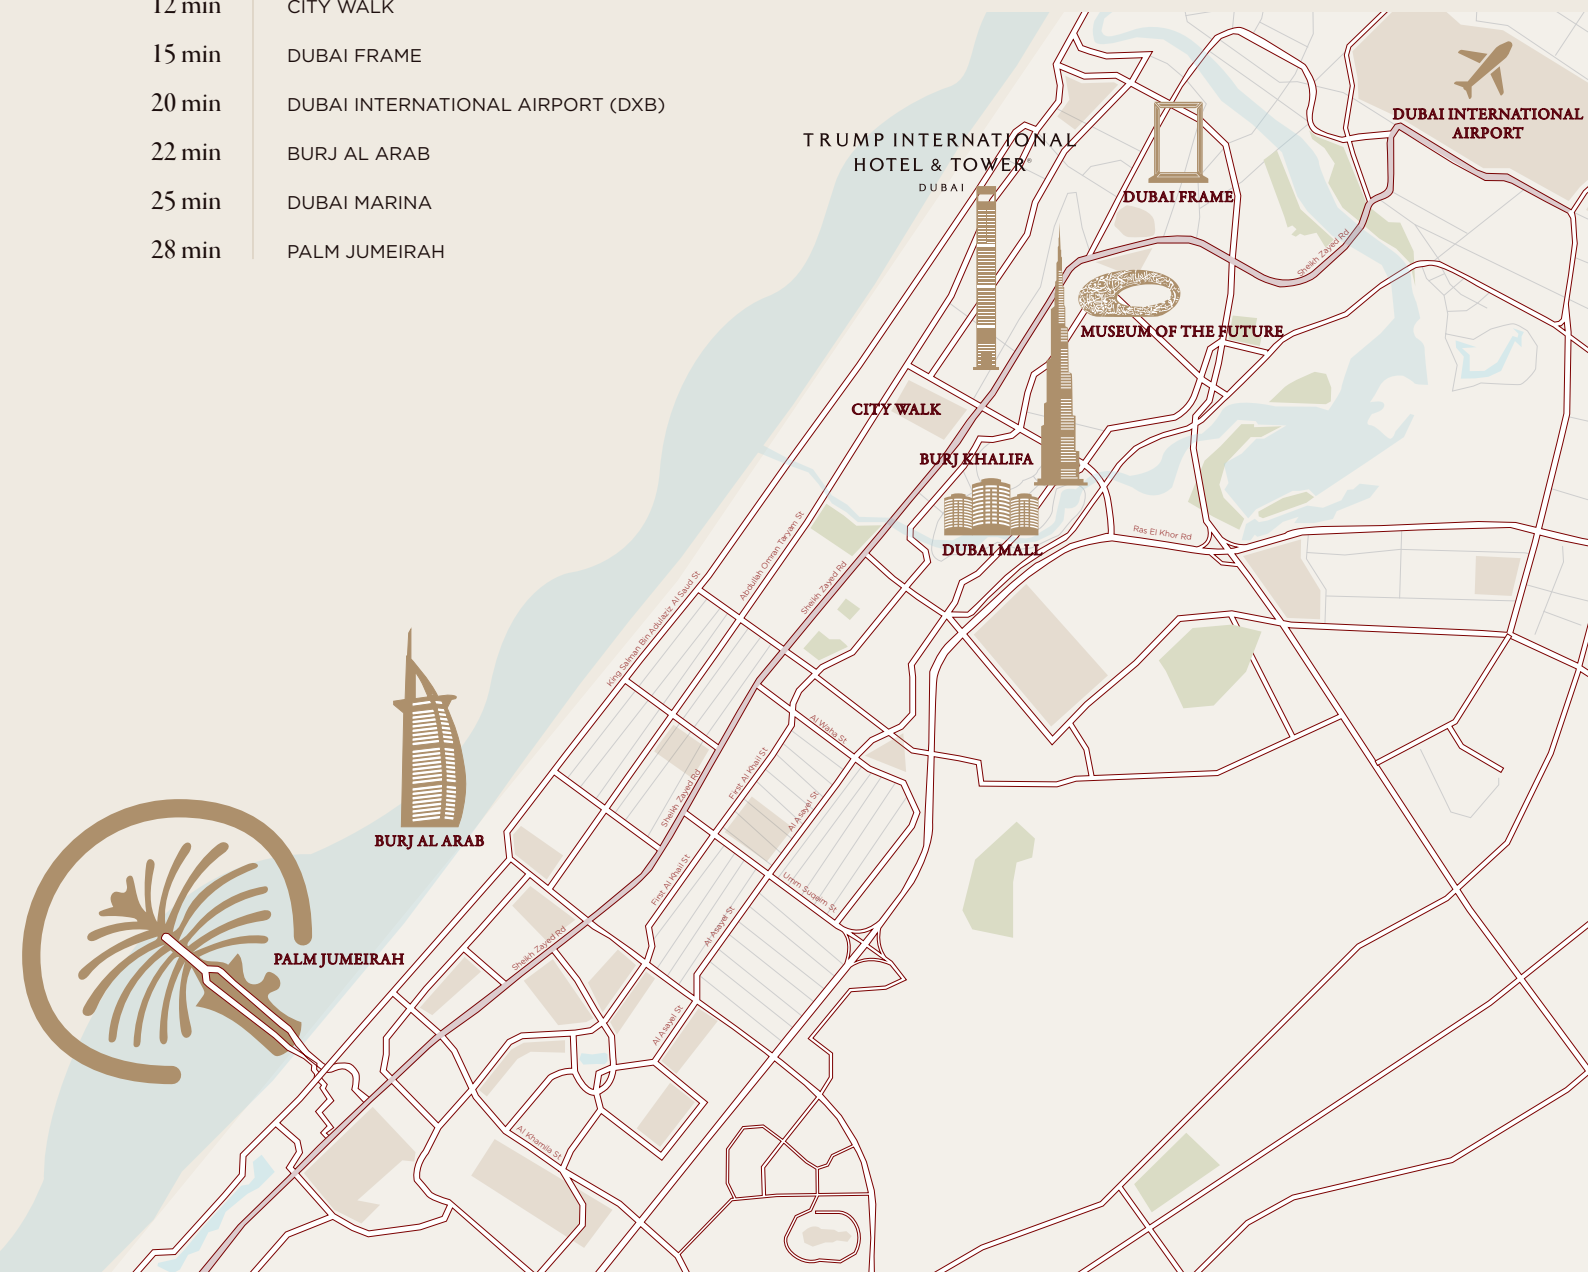 12 min CITY WALK
15 min DUBAI FRAME
20 min DUBAI INTERNATIONAL AIRPORT (DXB)
22 min BURJ AL ARAB
25 min DUBAI MARINA
28 min PALM JUMEIRAH
DUBAI INTERNATIONAL
AIRPORT
TRUMP INTERNATIONAL
HOTEL & TOWER®
DUBAI
DUBAI FRAME
Sheikh Zayed Rd
MUSEUM OF THE FUTURE
CITY WALK
BURJ KHALIFA
DUBAI MALL
Ras El Khor Rd
Abdullah Omran Taryam St
Sheikh Zayed Rd
King Salman Bin Adulaziz Al Saud St
Al Waha St
First Al Khail St
Sheikh Zayed Rd
Al Asayel St
BURJ AL ARAB
First Al Khail St
Umm Suqeim St
Al Asayel St
Sheikh Zayed Rd
PALM JUMEIRAH
Al Asayel St
Al Khamila St